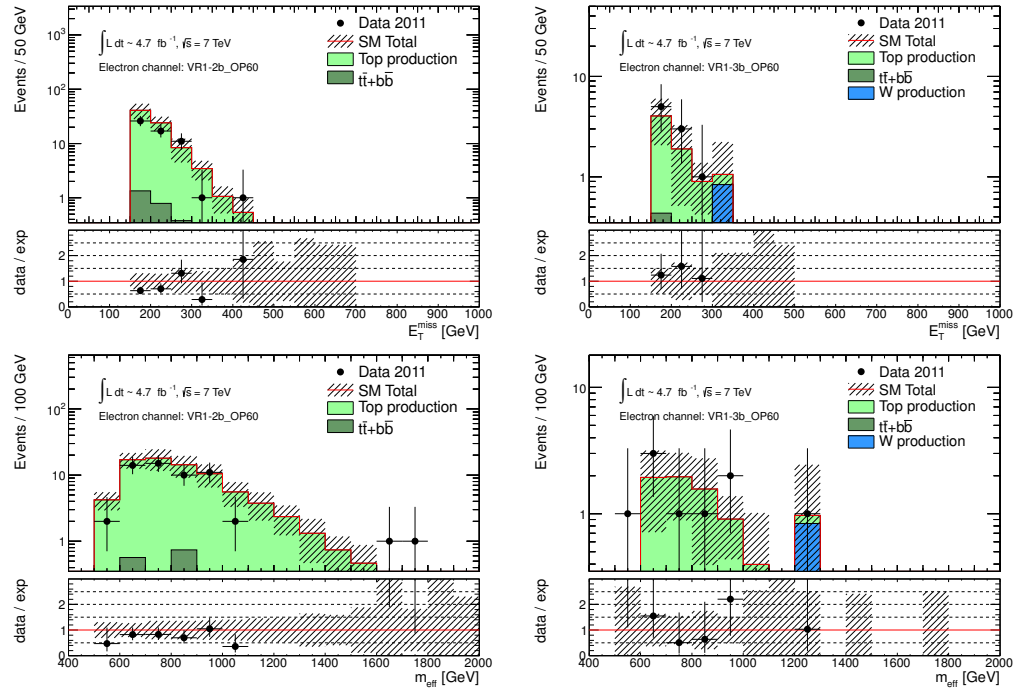 Events / 50 GeV
10³
10²
10
1
∫L dt ~ 4.7 fb⁻¹, √s = 7 TeV
Electron channel: VR1-2b_OP60
Data 2011
SM Total
Top production
tt̄+bb̄
data / exp
3
2
1
0
0 100 200 300 400 500 600 700 800 900 1000
E_T^miss [GeV]
Events / 50 GeV
10
1
∫L dt ~ 4.7 fb⁻¹, √s = 7 TeV
Electron channel: VR1-3b_OP60
Data 2011
SM Total
Top production
tt̄+bb̄
W production
data / exp
3
2
1
0
0 100 200 300 400 500 600 700 800 900 1000
E_T^miss [GeV]
Events / 100 GeV
10²
10
1
∫L dt ~ 4.7 fb⁻¹, √s = 7 TeV
Electron channel: VR1-2b_OP60
Data 2011
SM Total
Top production
tt̄+bb̄
data / exp
3
2
1
0
400 600 800 1000 1200 1400 1600 1800 2000
m_eff [GeV]
Events / 100 GeV
10
1
∫L dt ~ 4.7 fb⁻¹, √s = 7 TeV
Electron channel: VR1-3b_OP60
Data 2011
SM Total
Top production
tt̄+bb̄
W production
data / exp
3
2
1
0
400 600 800 1000 1200 1400 1600 1800 2000
m_eff [GeV]